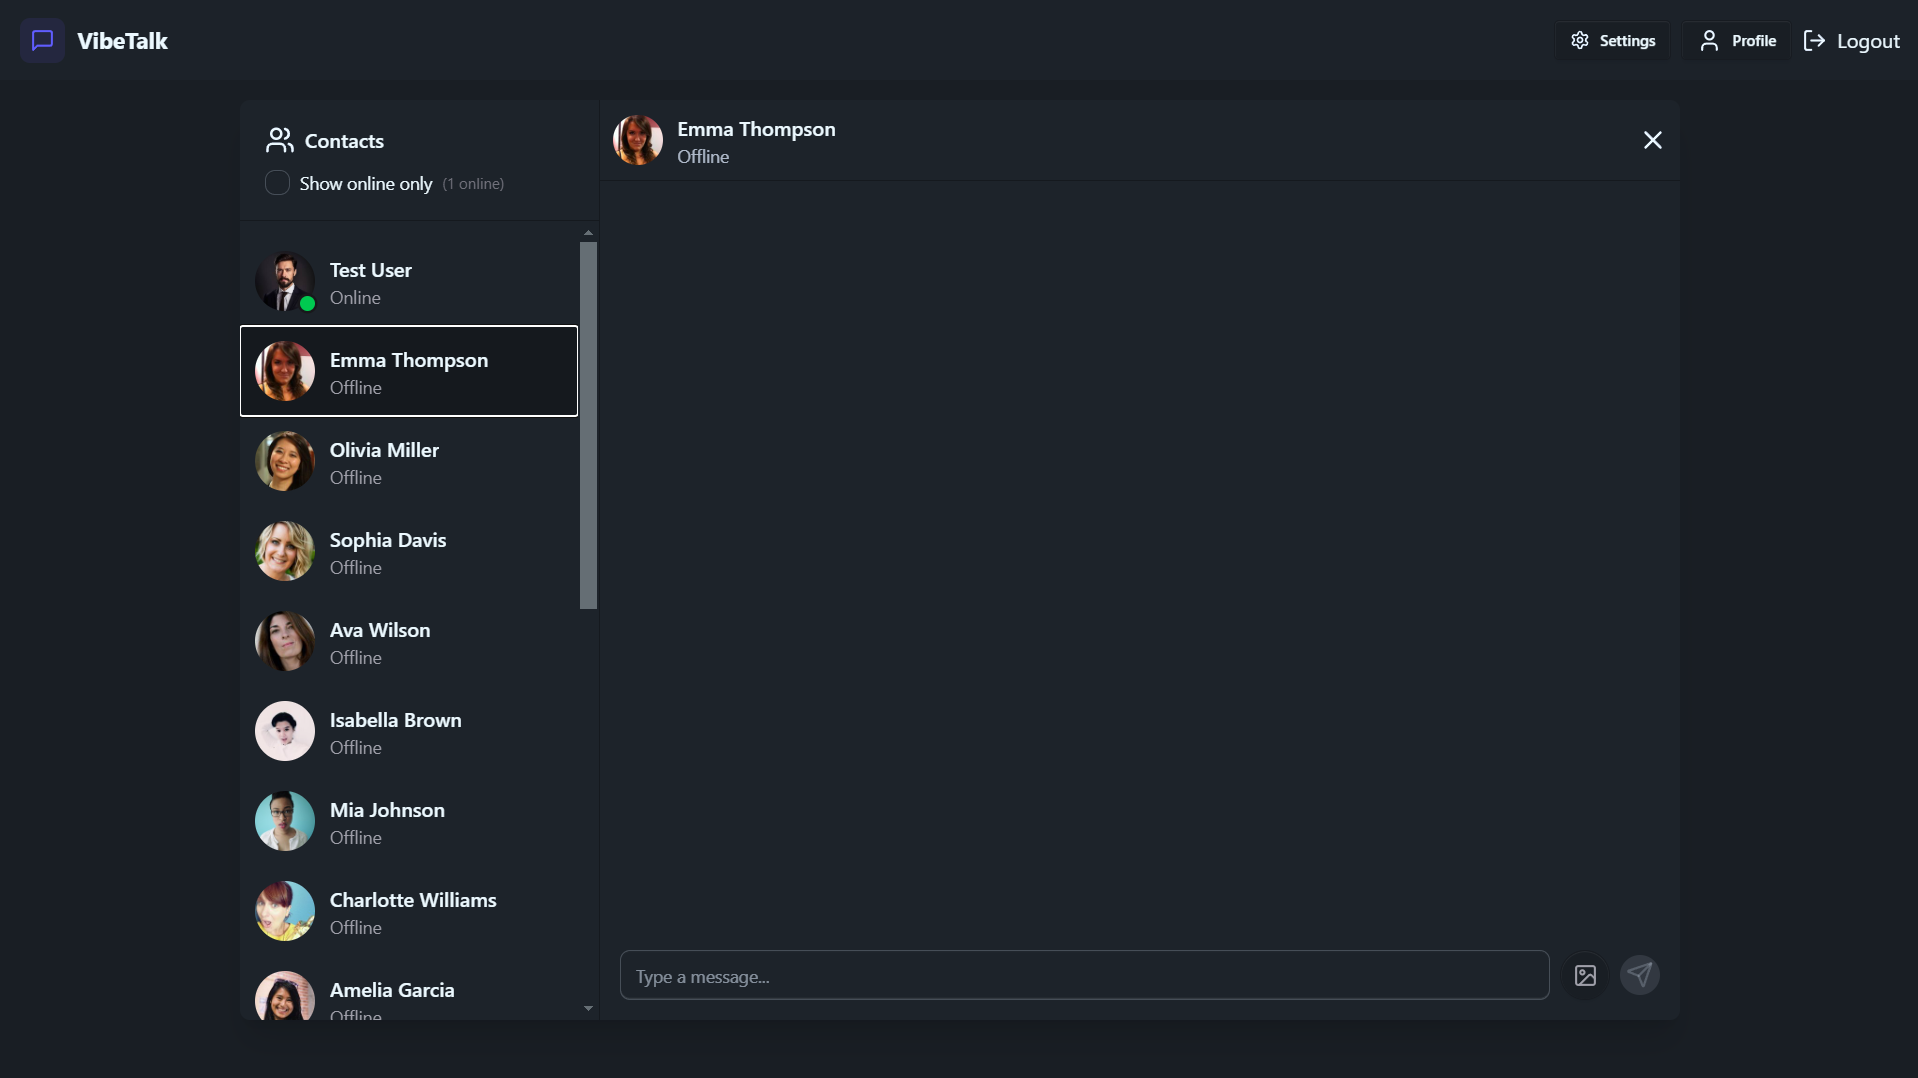 VibeTalk
Settings
Profile
Logout
Contacts
Show online only (1 online)
Test User
Online
Emma Thompson
Offline
Olivia Miller
Offline
Sophia Davis
Offline
Ava Wilson
Offline
Isabella Brown
Offline
Mia Johnson
Offline
Charlotte Williams
Offline
Amelia Garcia
Offline
Emma Thompson
Offline
Type a message...